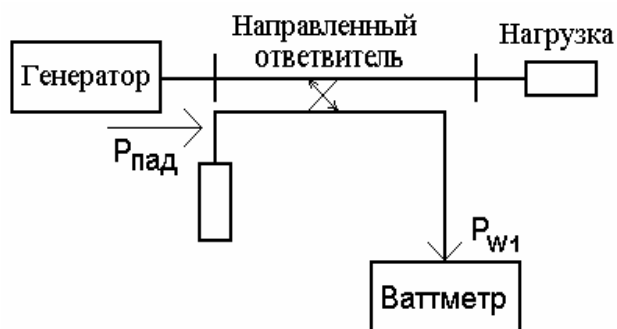 Направленный
ответвитель
Нагрузка
Генератор
Pпад
PW1
Ваттметр